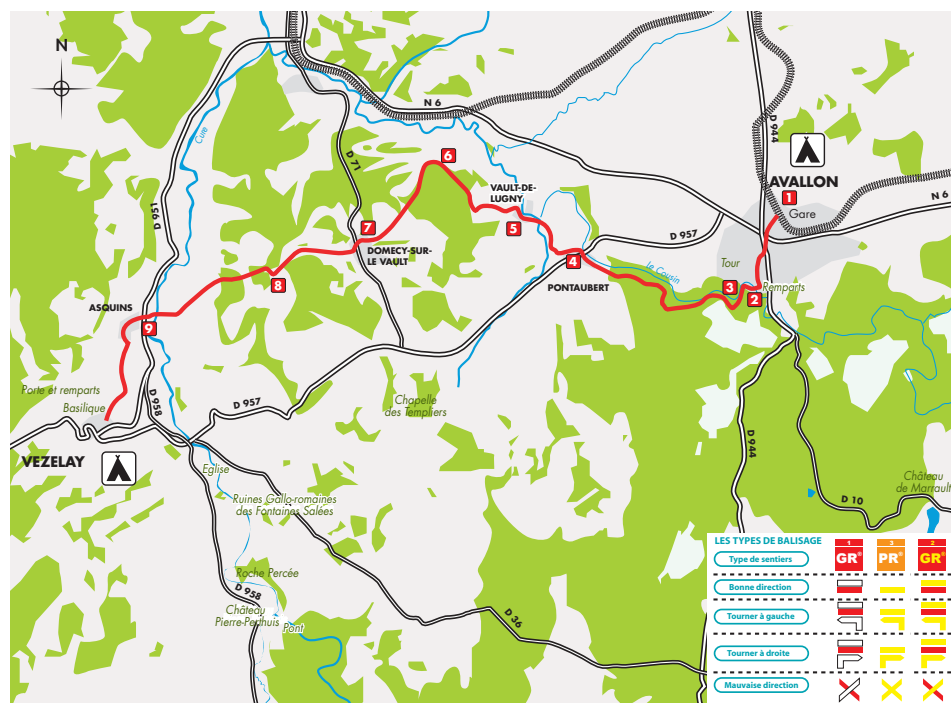 N
Cure
N 6
D 944
AVALLON
1
Gare
N 6
D 71
6
VAULT-DE-
LUGNY
5
D 951
7
DOMECY-SUR-
LE VAULT
D 957
4
PONTAUBERT
le Cousin
Tour
3
2
Remparts
8
ASQUINS
9
Porte et remparts
Basilique
D 958
D 957
Chapelle
des Templiers
VEZELAY
Eglise
Ruines Gallo-romaines
des Fontaines Salées
D 944
Château
de Marrault
D 10
Roche Percée
D 958
Château
Pierre-Perthuis
Pont
D 36
LES TYPES DE BALISAGE
1
3
2
Type de sentiers
GR®
PR®
GR®
Bonne direction
Tourner à gauche
Tourner à droite
Mauvaise direction